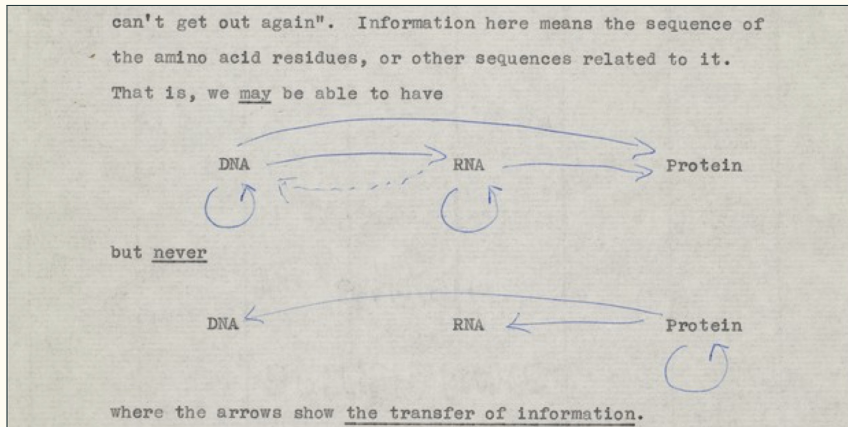 can't get out again". Information here means the sequence of
the amino acid residues, or other sequences related to it.
That is, we may be able to have
DNA RNA Protein
but never
DNA RNA Protein
where the arrows show the transfer of information.